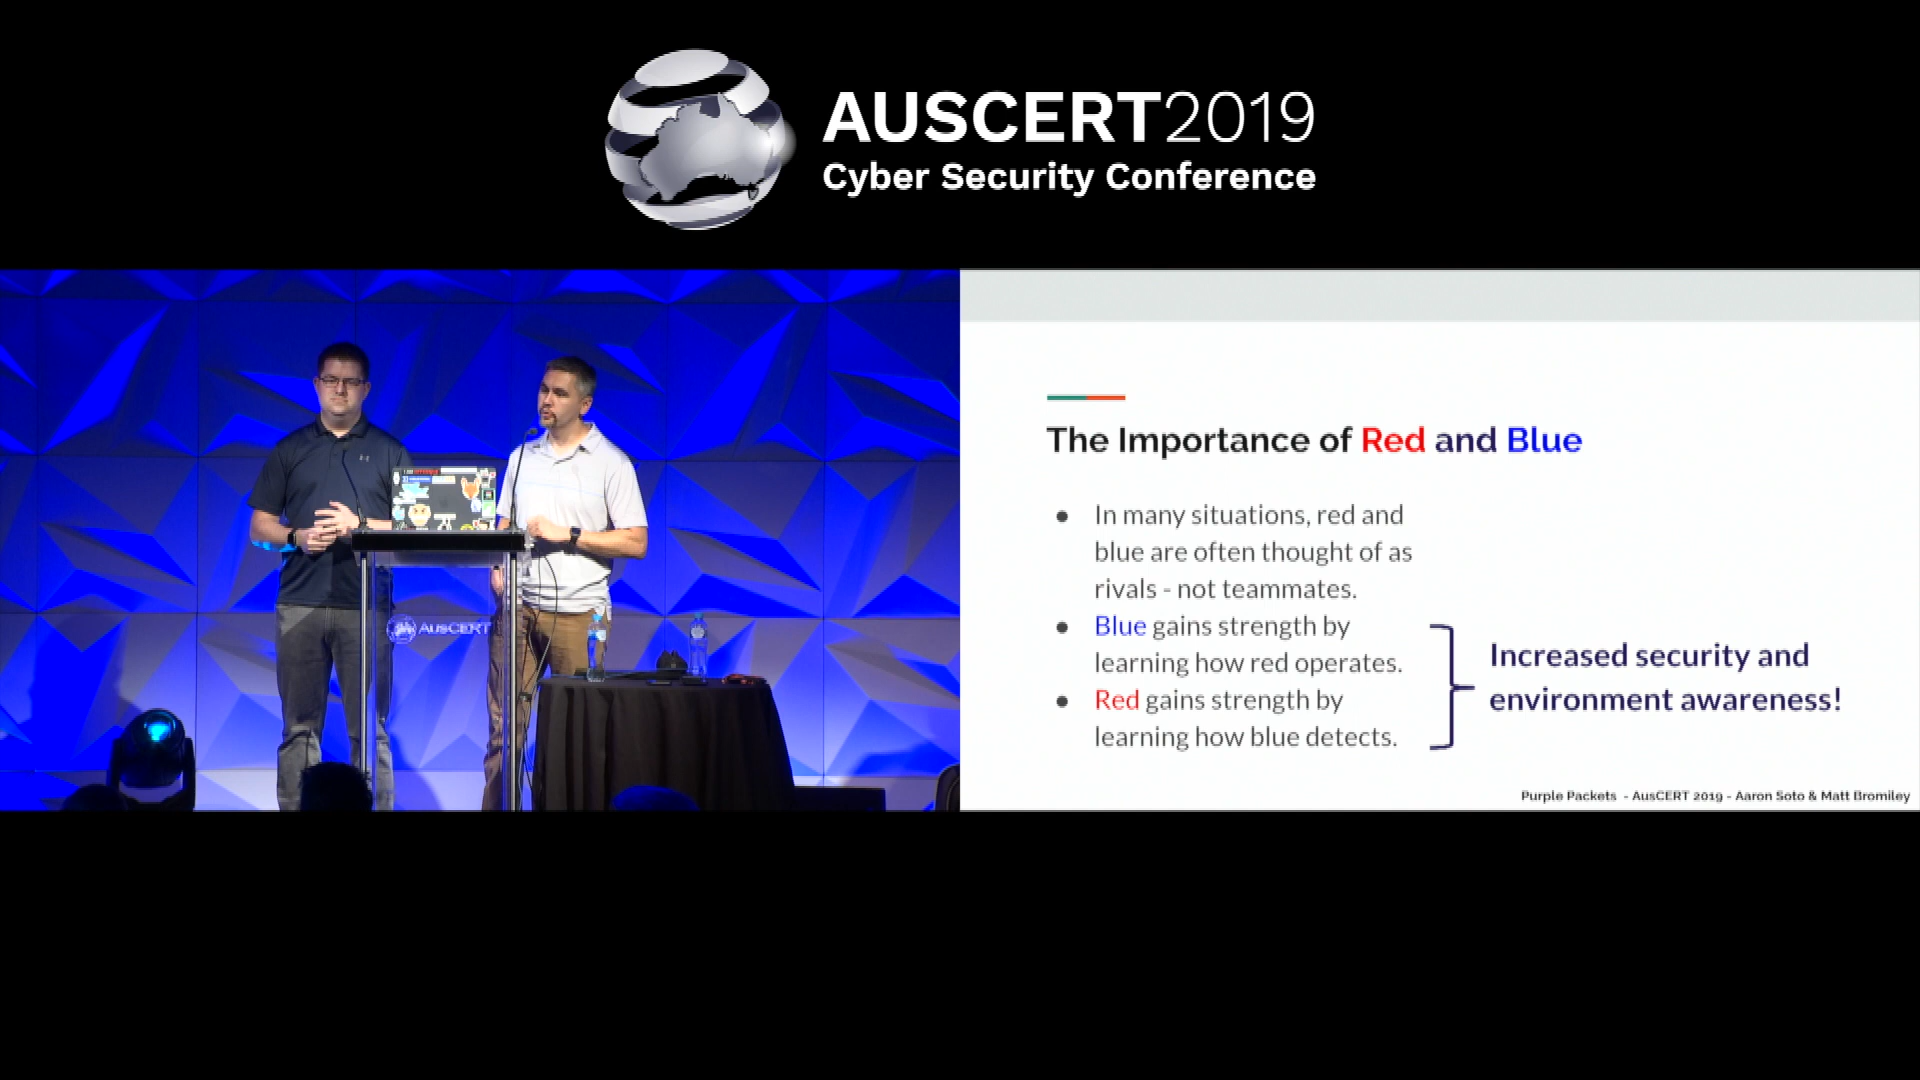 AUSCERT2019
Cyber Security Conference
AUSCERT
The Importance of Red and Blue
● In many situations, red and
blue are often thought of as
rivals - not teammates.
● Blue gains strength by
learning how red operates.
● Red gains strength by
learning how blue detects.
Increased security and
environment awareness!
Purple Packets - AusCERT 2019 - Aaron Soto & Matt Bromiley